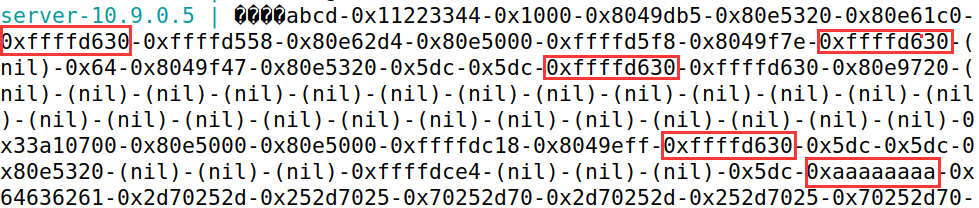 server-10.9.0.5 | ����abcd-0x11223344-0x1000-0x8049db5-0x80e5320-0x80e61c0-
0xffffd630-0xffffd558-0x80e62d4-0x80e5000-0xffffd5f8-0x8049f7e-0xffffd630-(
nil)-0x64-0x8049f47-0x80e5320-0x5dc-0x5dc-0xffffd630-0xffffd630-0x80e9720-(
nil)-(nil)-(nil)-(nil)-(nil)-(nil)-(nil)-(nil)-(nil)-(nil)-(nil)-(nil)-(nil
)-(nil)-(nil)-(nil)-(nil)-(nil)-(nil)-(nil)-(nil)-(nil)-(nil)-(nil)-(nil)-0
x33a10700-0x80e5000-0x80e5000-0xffffdc18-0x8049eff-0xffffd630-0x5dc-0x5dc-0
x80e5320-(nil)-(nil)-(nil)-0xffffdce4-(nil)-(nil)-(nil)-0x5dc-0xaaaaaaaa-0x
64636261-0x2d70252d-0x252d7025-0x70252d70-0x2d70252d-0x252d7025-0x70252d70-